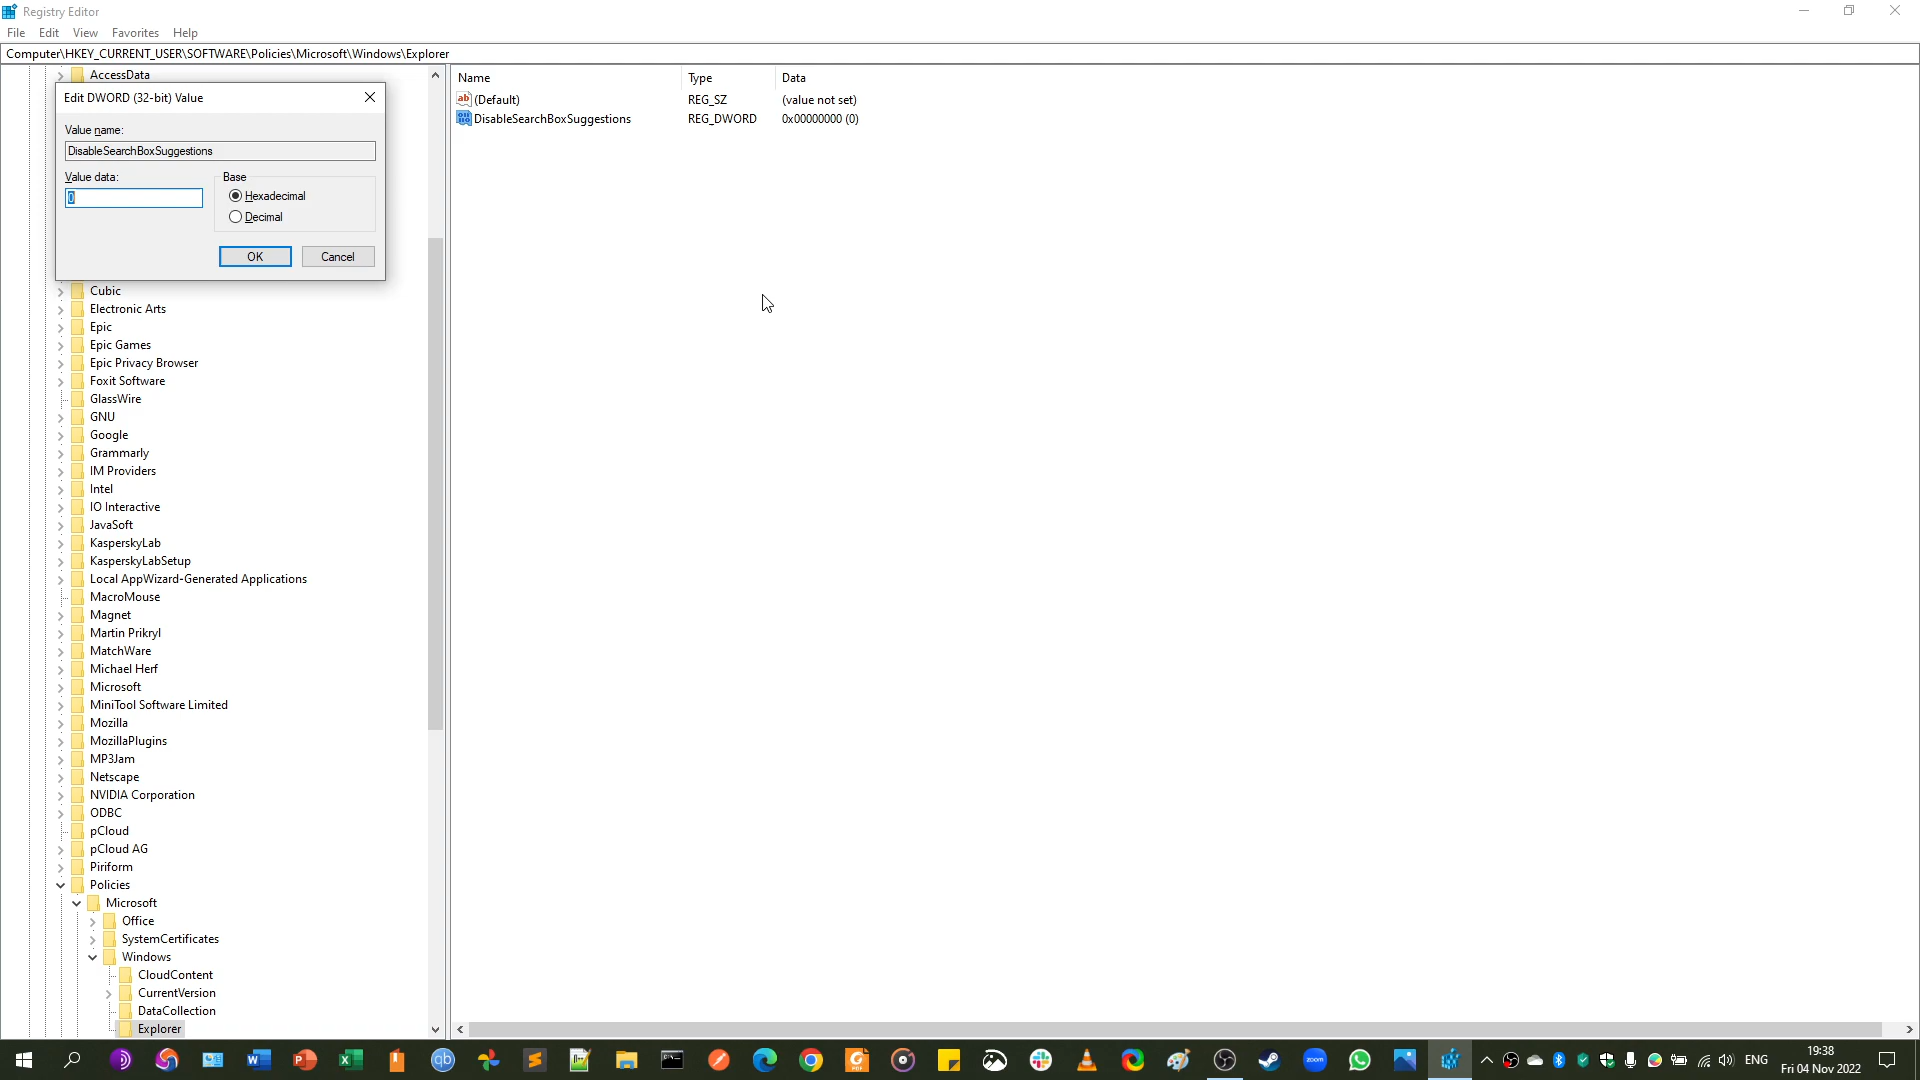 Registry Editor
File Edit View Favorites Help
Computer\HKEY_CURRENT_USER\SOFTWARE\Policies\Microsoft\Windows\Explorer
AccessData
Edit DWORD (32-bit) Value
Value name:
DisableSearchBoxSuggestions
Value data:
0
Base
Hexadecimal
Decimal
OK
Cancel
Cubic
Electronic Arts
Epic
Epic Games
Epic Privacy Browser
Foxit Software
GlassWire
GNU
Google
Grammarly
IM Providers
Intel
IO Interactive
JavaSoft
KasperskyLab
KasperskyLabSetup
Local AppWizard-Generated Applications
MacroMouse
Magnet
Martin Prikryl
MatchWare
Michael Herf
Microsoft
MiniTool Software Limited
Mozilla
MozillaPlugins
MP3Jam
Netscape
NVIDIA Corporation
ODBC
pCloud
pCloud AG
Piriform
Policies
Microsoft
Office
SystemCertificates
Windows
CloudContent
CurrentVersion
DataCollection
Explorer
Name Type Data
(Default) REG_SZ (value not set)
DisableSearchBoxSuggestions REG_DWORD 0x00000000 (0)
ENG
19:38
Fri 04 Nov 2022